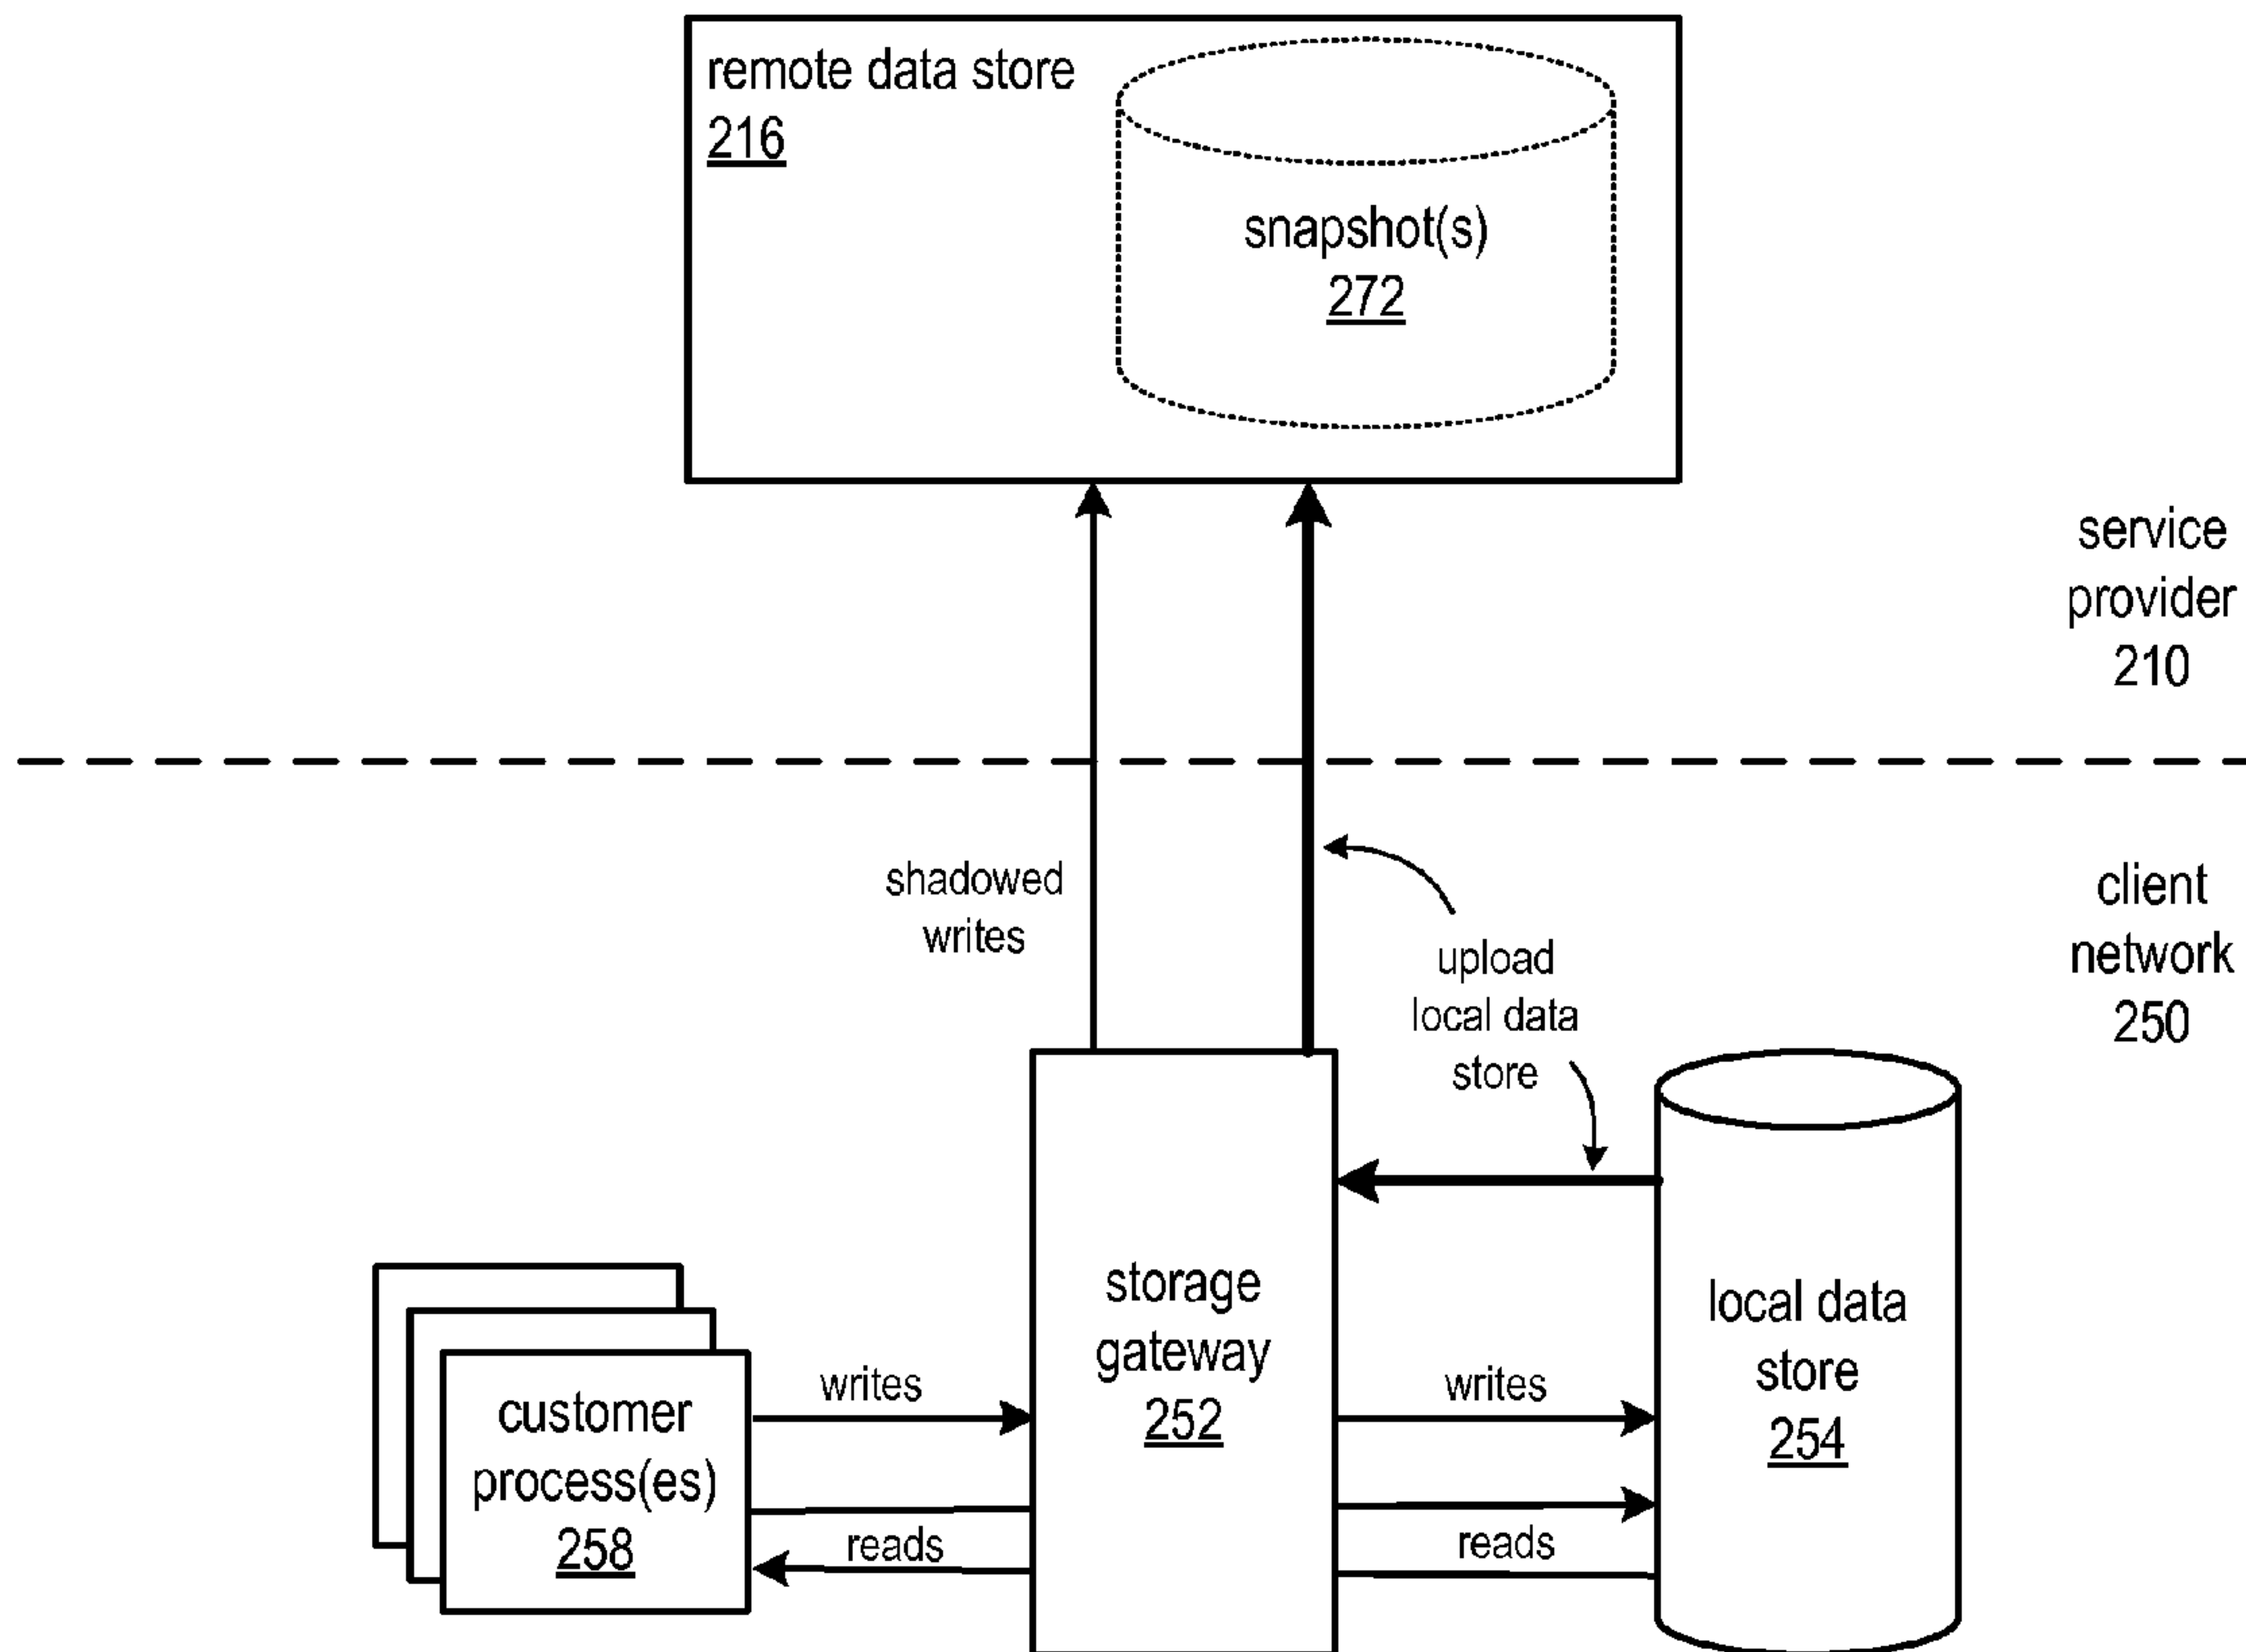 remote data store
216
snapshot(s)
272
service
provider
210
shadowed
writes
client
network
250
upload
local data
store
storage
gateway
252
local data
store
254
customer
process(es)
258
writes
reads
writes
reads